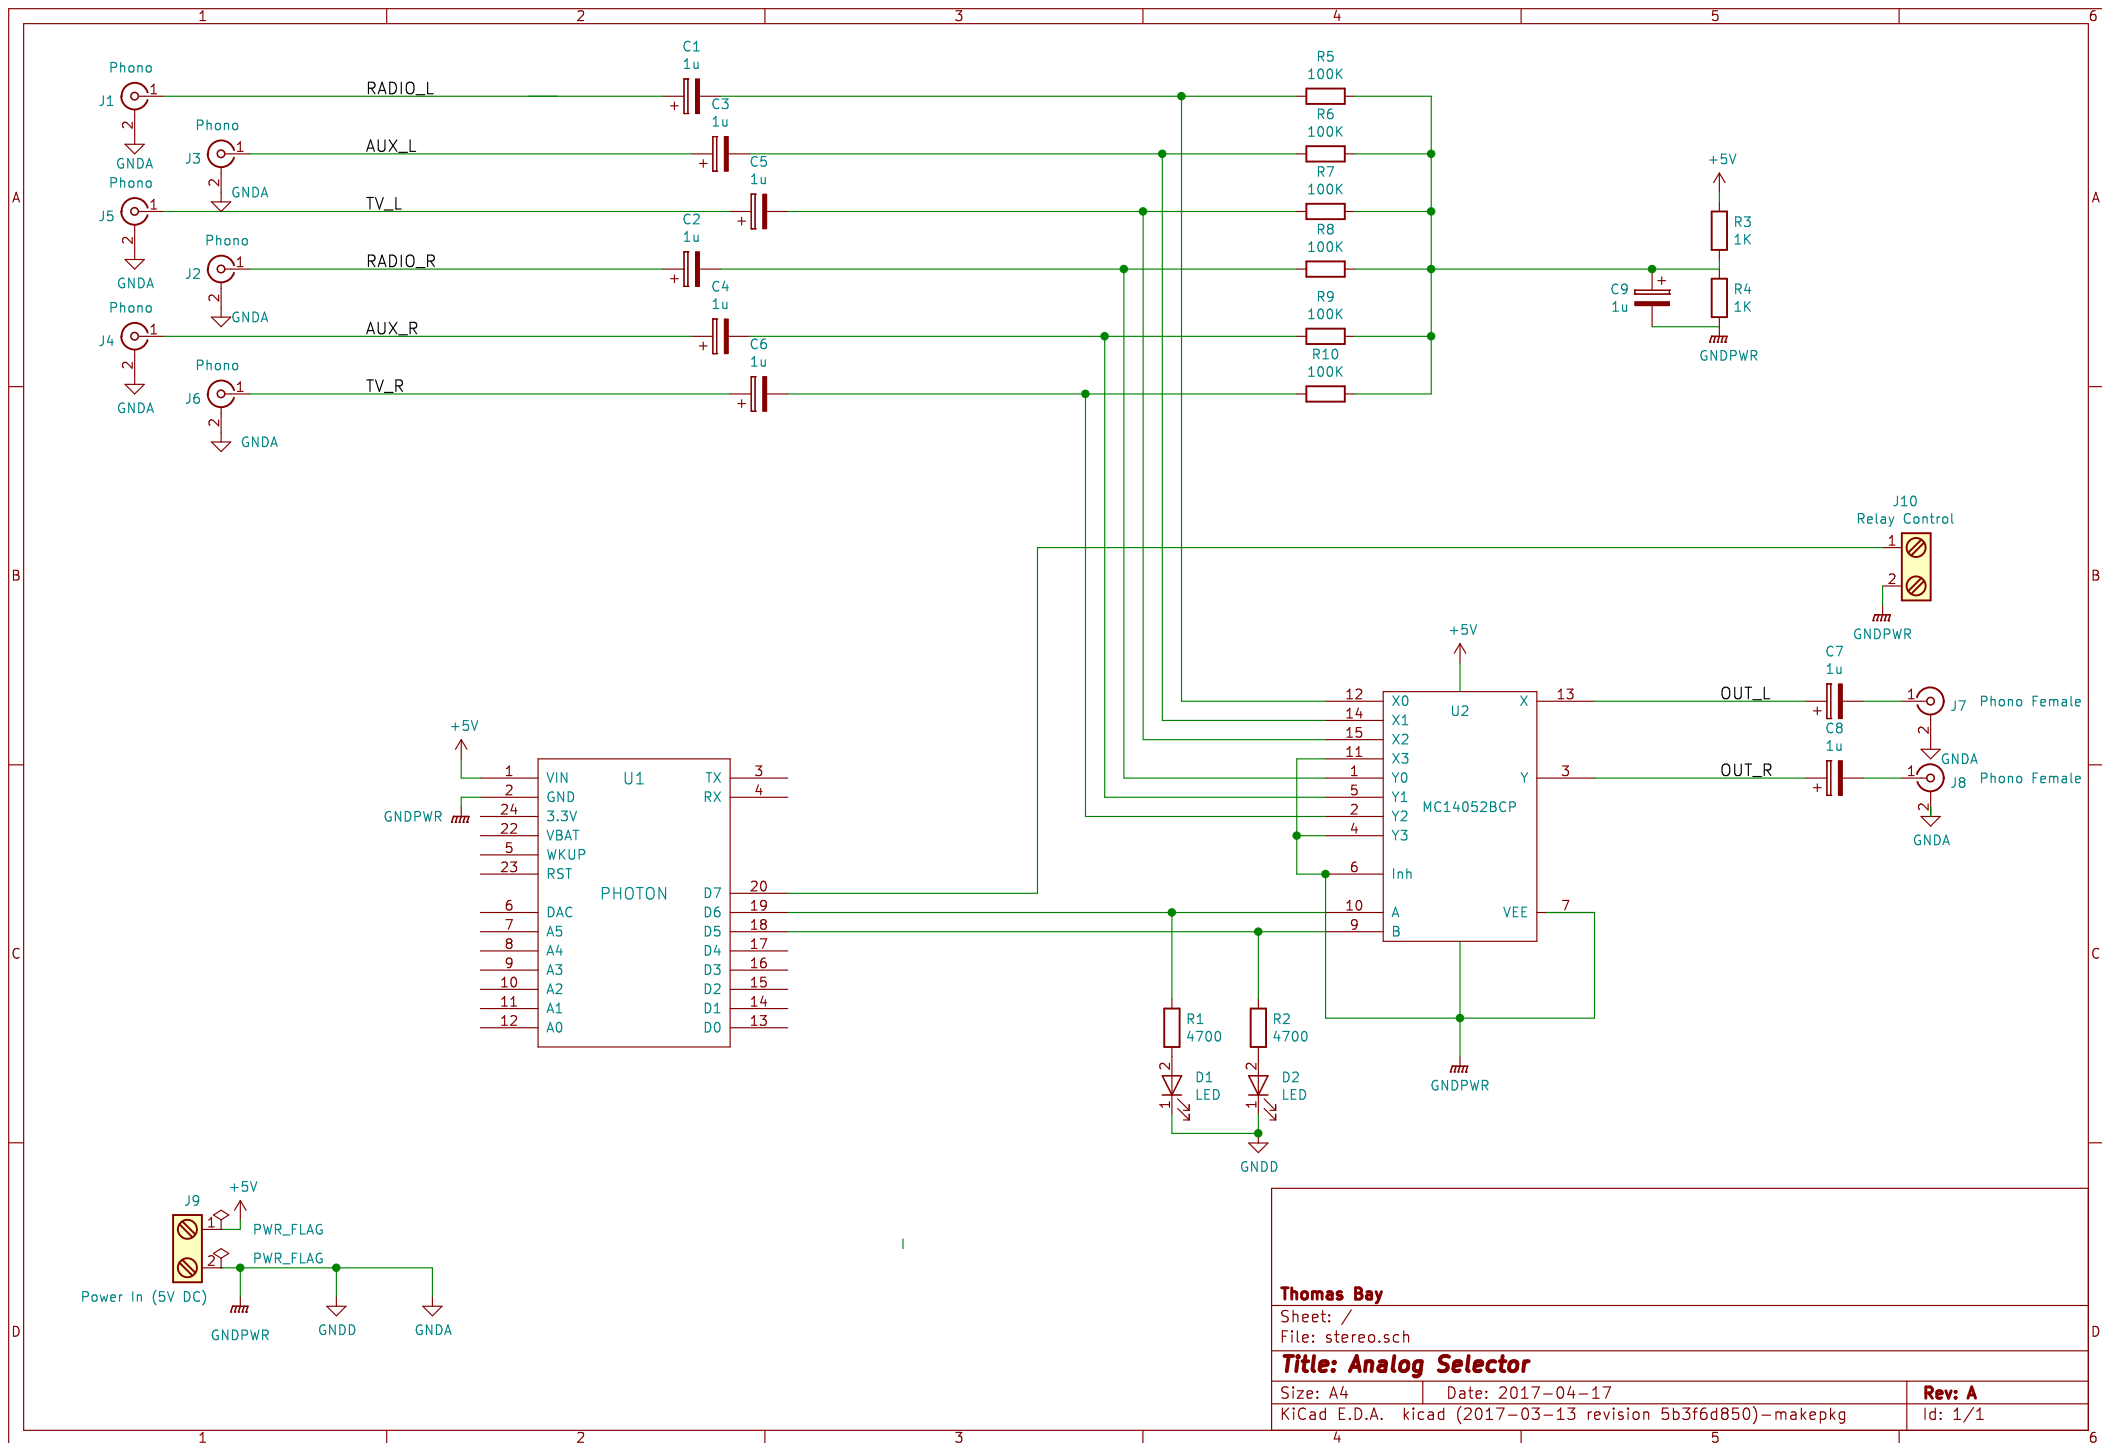 1 2 3 4 5 6
A
B
C
D
A
B
C
D
1 2 3 4 5 6
Phono
J1
1
2
GNDA
RADIO_L
C1
1u
+
Phono
J3
1
2
GNDA
AUX_L
C3
1u
+
Phono
J5
1
2
GNDA
TV_L
C5
1u
+
Phono
J2
1
2
GNDA
RADIO_R
C2
1u
+
Phono
J4
1
2
GNDA
AUX_R
C4
1u
+
Phono
J6
1
2
GNDA
TV_R
C6
1u
+
R5
100K
R6
100K
R7
100K
R8
100K
R9
100K
R10
100K
+5V
R3
1K
R4
1K
C9
1u
+
GNDPWR
J10
Relay Control
1
2
GNDPWR
+5V
U2
MC14052BCP
12 X0
14 X1
15 X2
11 X3
1 Y0
5 Y1
2 Y2
4 Y3
6 Inh
10 A
9 B
X 13
Y 3
VEE 7
GNDPWR
OUT_L
C7
1u
+
1
2
J7
Phono Female
GNDA
OUT_R
C8
1u
+
1
2
J8
Phono Female
GNDA
+5V
GNDPWR
U1
PHOTON
1 VIN
2 GND
24 3.3V
22 VBAT
5 WKUP
23 RST
6 DAC
7 A5
8 A4
9 A3
10 A2
11 A1
12 A0
TX 3
RX 4
D7 20
D6 19
D5 18
D4 17
D3 16
D2 15
D1 14
D0 13
R1
4700
R2
4700
2
1
D1
LED
2
1
D2
LED
GNDD
J9
+5V
1
PWR_FLAG
2
PWR_FLAG
Power In (5V DC)
GNDPWR
GNDD
GNDA
Thomas Bay
Sheet: /
File: stereo.sch
Title: Analog Selector
Size: A4 Date: 2017-04-17 Rev: A
KiCad E.D.A. kicad (2017-03-13 revision 5b3f6d850)-makepkg Id: 1/1